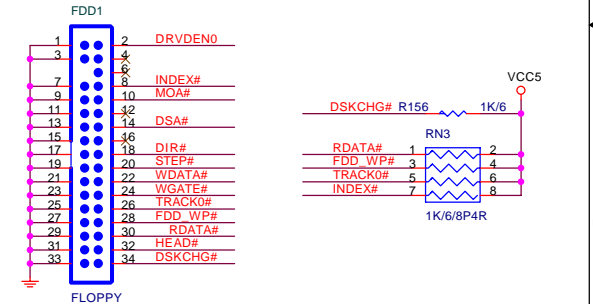 FDD1
1 2 DRVDEN0
3 4
6
7 8 INDEX#
9 10 MOA#
11 12
13 14 DSA#
15 16
17 18 DIR#
19 20 STEP#
21 22 WDATA#
23 24 WGATE#
25 26 TRACK0#
27 28 FDD_WP#
29 30 RDATA#
31 32 HEAD#
33 34 DSKCHG#
FLOPPY
VCC5
DSKCHG# R156 1K/6
RN3
RDATA# 1 2
FDD_WP# 3 4
TRACK0# 5 6
INDEX# 7 8
1K/6/8P4R